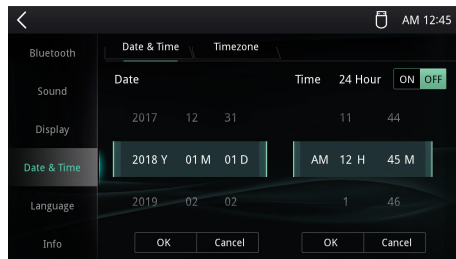 AM 12:45
Bluetooth
Sound
Display
Date & Time
Language
Info
Date & Time Timezone
Date Time 24 Hour ON OFF
2017 12 31 11 44
2018 Y 01 M 01 D AM 12 H 45 M
2019 02 02 1 46
OK Cancel OK Cancel